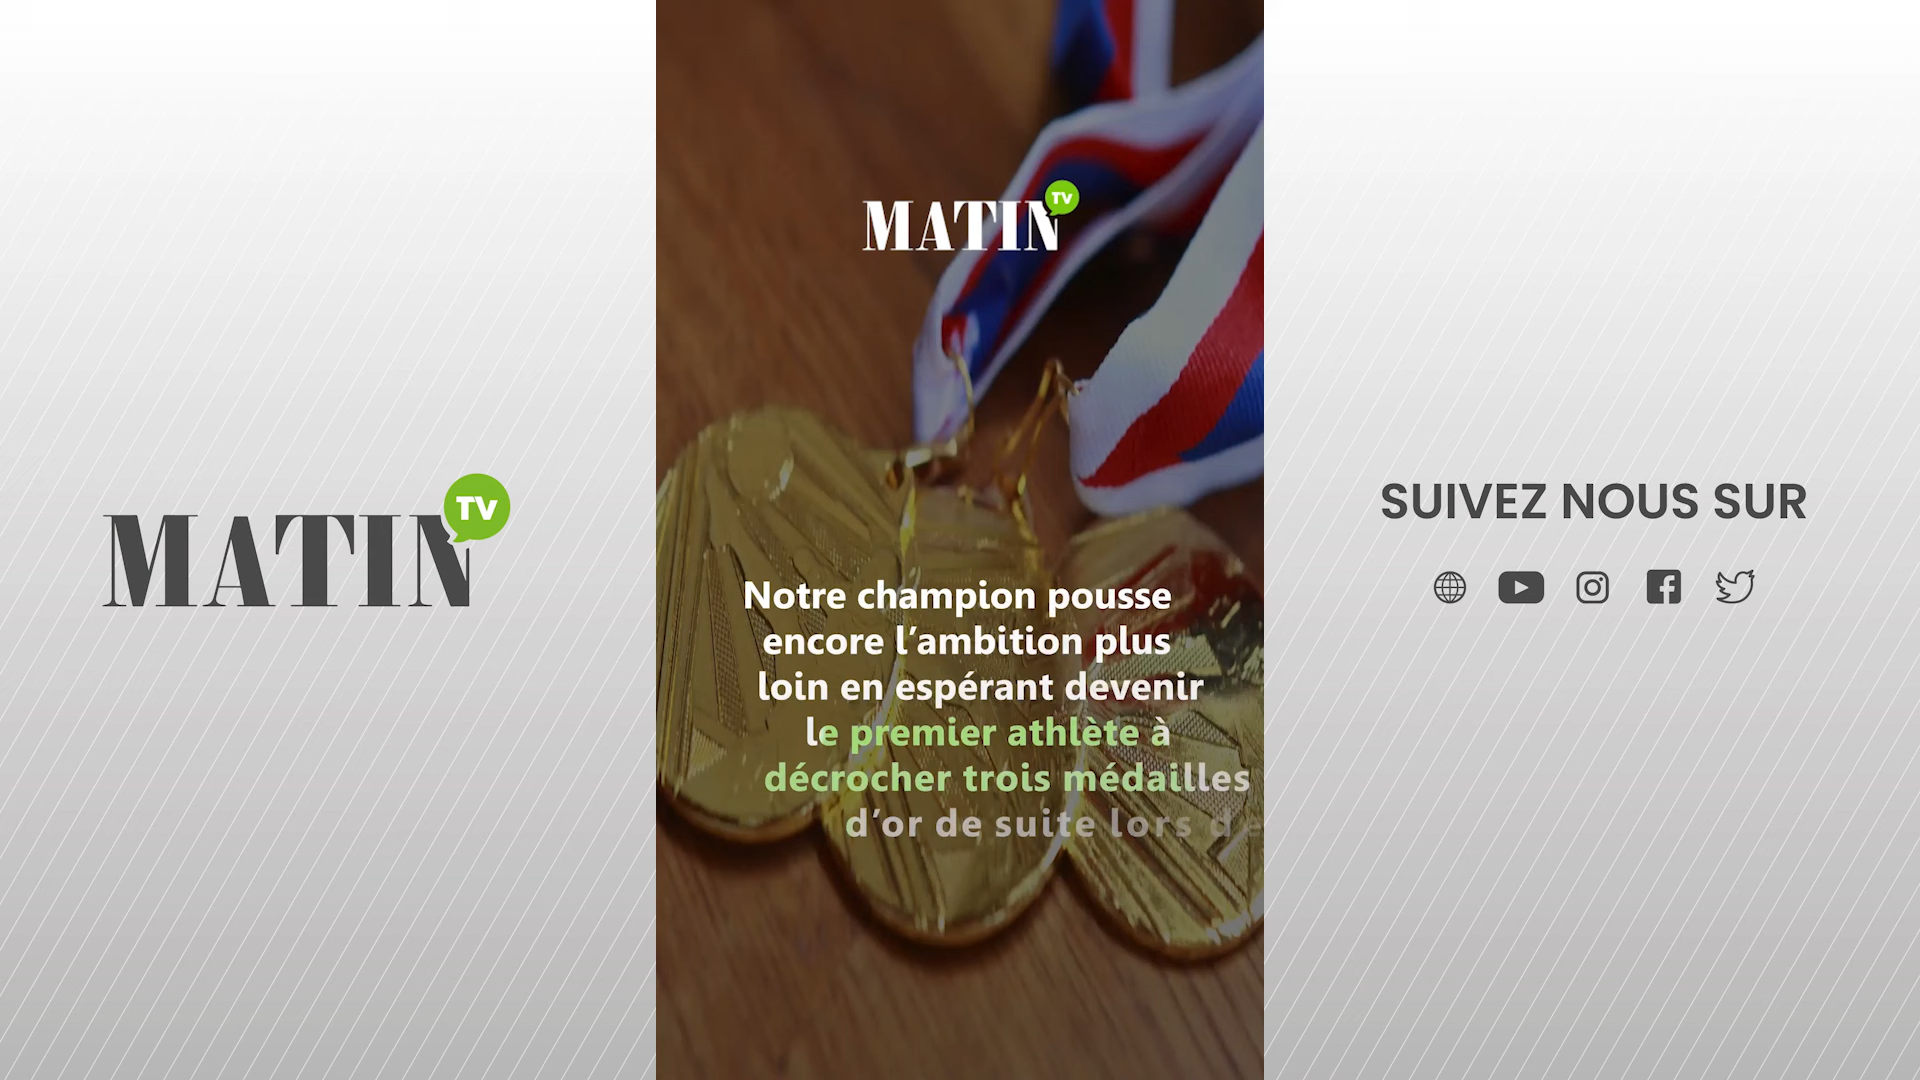 MATIN TV
MATIN TV
Notre champion pousse
encore l’ambition plus
loin en espérant devenir
le premier athlète à
décrocher trois médailles
d’or de suite lors de
SUIVEZ NOUS SUR